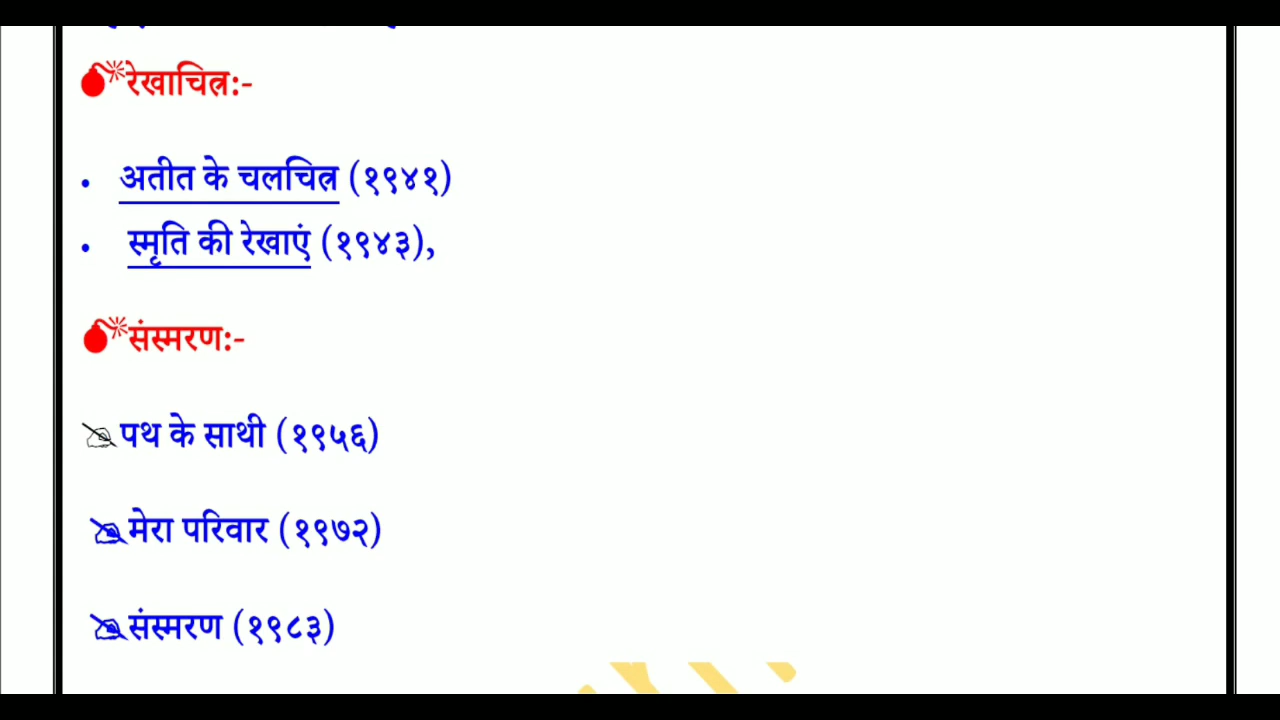 रेखाचित्र:-
• अतीत के चलचित्र (१९४१)
• स्मृति की रेखाएं (१९४३),
संस्मरण:-
पथ के साथी (१९५६)
मेरा परिवार (१९७२)
संस्मरण (१९८३)